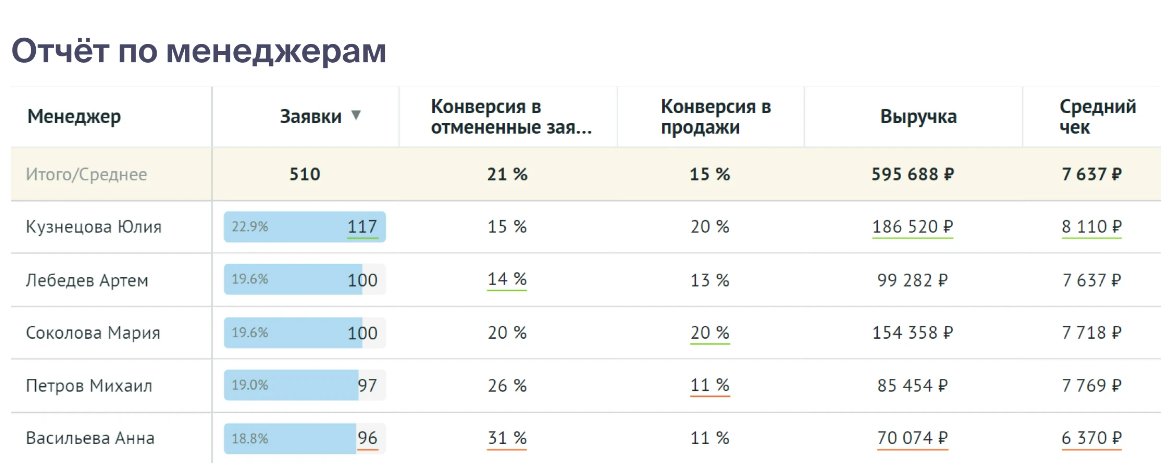 Отчёт по менеджерам
Менеджер Заявки ▼ Конверсия в отмененные зая... Конверсия в продажи Выручка Средний чек
Итого/Среднее 510 21 % 15 % 595 688 ₽ 7 637 ₽
Кузнецова Юлия 22.9% 117 15 % 20 % 186 520 ₽ 8 110 ₽
Лебедев Артем 19.6% 100 14 % 13 % 99 282 ₽ 7 637 ₽
Соколова Мария 19.6% 100 20 % 20 % 154 358 ₽ 7 718 ₽
Петров Михаил 19.0% 97 26 % 11 % 85 454 ₽ 7 769 ₽
Васильева Анна 18.8% 96 31 % 11 % 70 074 ₽ 6 370 ₽